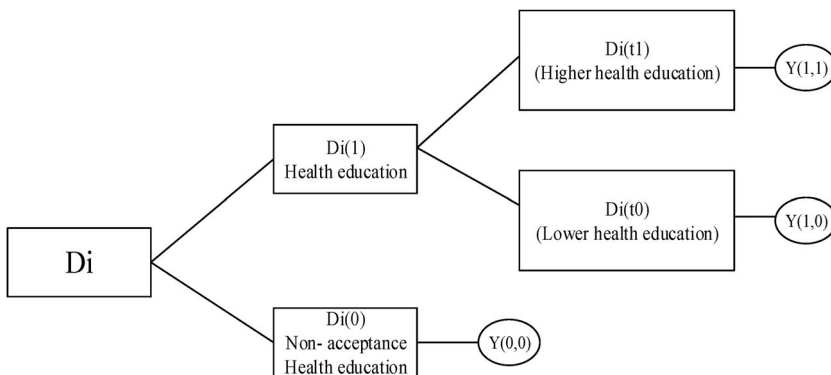 Di(t1)
(Higher health education)
Y(1,1)
Di(1)
Health education
Di(t0)
(Lower health education)
Y(1,0)
Di
Di(0)
Non- acceptance
Health education
Y(0,0)